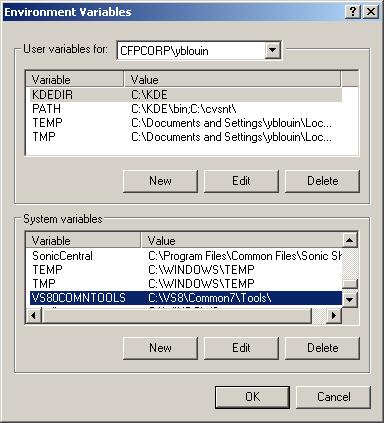 Environment Variables
User variables for: CFPCORP\yblouin
Variable Value
KDEDIR C:\KDE
PATH C:\KDE\bin;C:\cvsnt\
TEMP C:\Documents and Settings\yblouin\Loc...
TMP C:\Documents and Settings\yblouin\Loc...
New Edit Delete
System variables
Variable Value
SonicCentral C:\Program Files\Common Files\Sonic Sh
TEMP C:\WINDOWS\TEMP
TMP C:\WINDOWS\TEMP
VS80COMNTOOLS C:\VS8\Common7\Tools\
New Edit Delete
OK Cancel